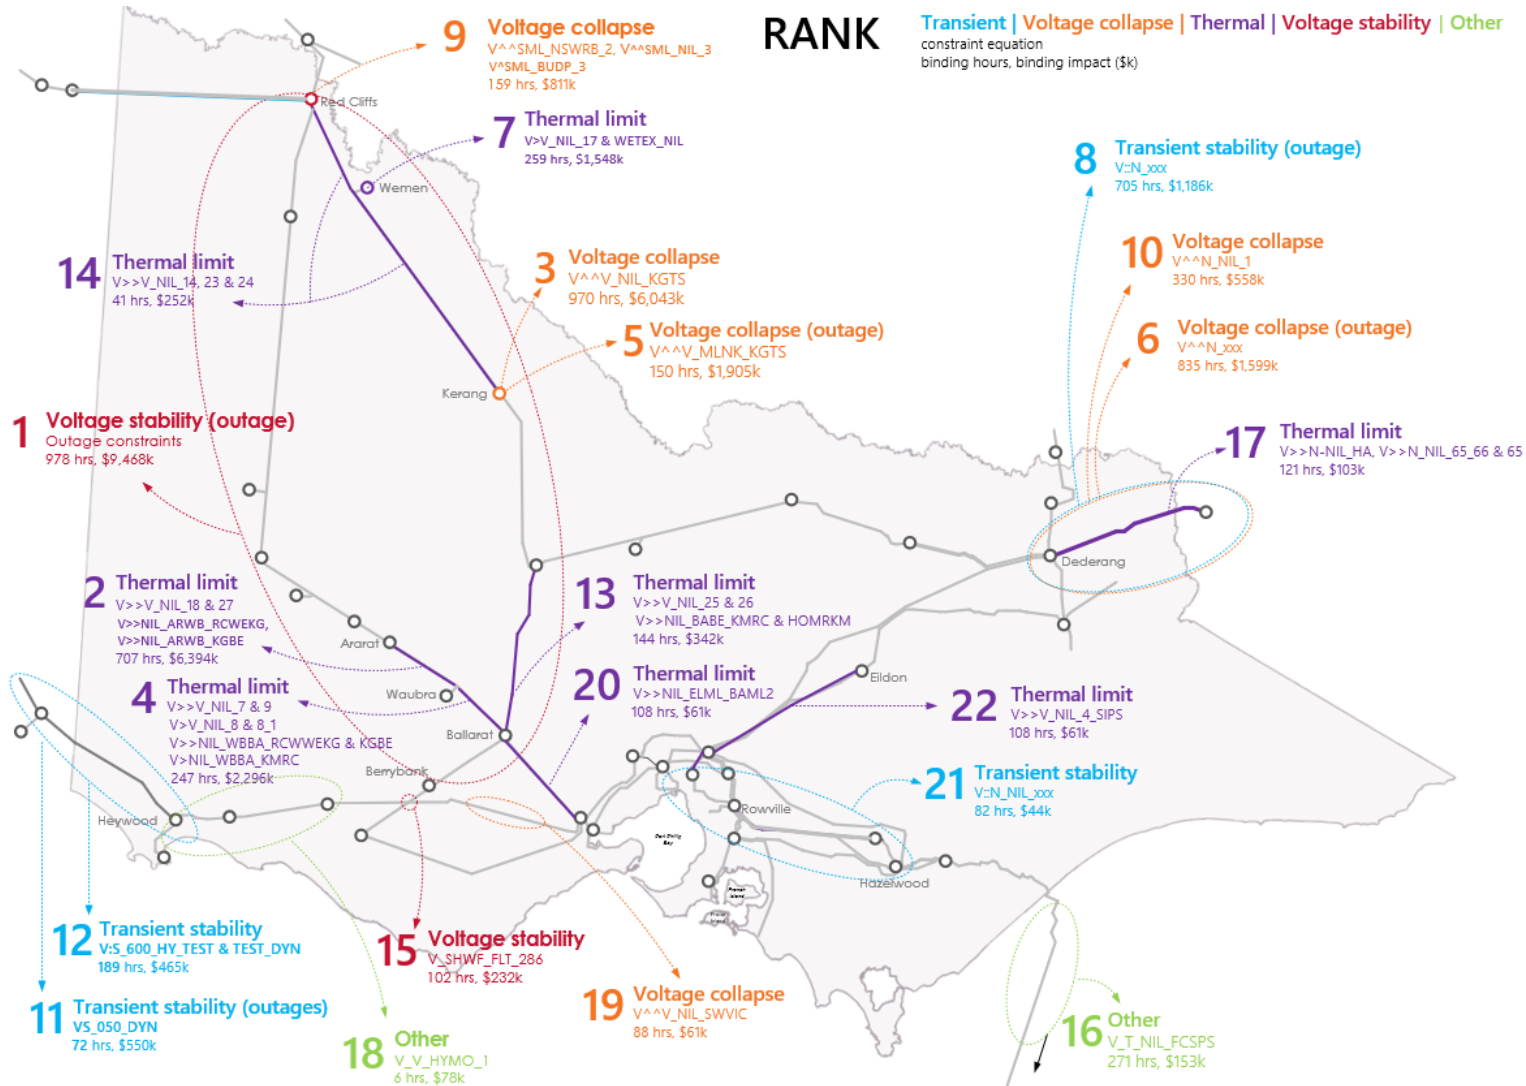 RANK
Transient | Voltage collapse | Thermal | Voltage stability | Other
constraint equation
binding hours, binding impact ($k)
9 Voltage collapse
V^^SML_NSWRB_2, V^^SML_NIL_3
V^SML_BUDP_3
159 hrs, $811k
Red Cliffs
7 Thermal limit
V>V_NIL_17 & WETEX_NIL
259 hrs, $1,548k
Wemen
8 Transient stability (outage)
V::N_xxx
705 hrs, $1,186k
10 Voltage collapse
V^^N_NIL_1
330 hrs, $558k
14 Thermal limit
V>>V_NIL_14, 23 & 24
41 hrs, $252k
3 Voltage collapse
V^^V_NIL_KGTS
970 hrs, $6,043k
5 Voltage collapse (outage)
V^^V_MLNK_KGTS
150 hrs, $1,905k
6 Voltage collapse (outage)
V^^N_xxx
835 hrs, $1,599k
Kerang
1 Voltage stability (outage)
Outage constraints
978 hrs, $9,468k
17 Thermal limit
V>>N-NIL_HA, V>>N_NIL_65_66 & 65
121 hrs, $103k
Dederang
2 Thermal limit
V>>V_NIL_18 & 27
V>>NIL_ARWB_RCWEKG,
V>>NIL_ARWB_KGBE
707 hrs, $6,394k
13 Thermal limit
V>>V_NIL_25 & 26
V>>NIL_BABE_KMRC & HOMRKM
144 hrs, $342k
Ararat
Waubra
4 Thermal limit
V>>V_NIL_7 & 9
V>V_NIL_8 & 8_1
V>>NIL_WBBA_RCWWEKG & KGBE
V>NIL_WBBA_KMRC
247 hrs, $2,296k
20 Thermal limit
V>>NIL_ELML_BAML2
108 hrs, $61k
Eildon
22 Thermal limit
V>>V_NIL_4_SIPS
108 hrs, $61k
Ballarat
Berrybank
21 Transient stability
V::N_NIL_xxx
82 hrs, $44k
Heywood
Rowville
Port Phillip
Bay
Hazelwood
French
Island
12 Transient stability
V:S_600_HY_TEST & TEST_DYN
189 hrs, $465k
15 Voltage stability
V_SHWF_FLT_286
102 hrs, $232k
11 Transient stability (outages)
VS_050_DYN
72 hrs, $550k
18 Other
V_V_HYMO_1
6 hrs, $78k
19 Voltage collapse
V^^V_NIL_SWVIC
88 hrs, $61k
16 Other
V_T_NIL_FCSPS
271 hrs, $153k